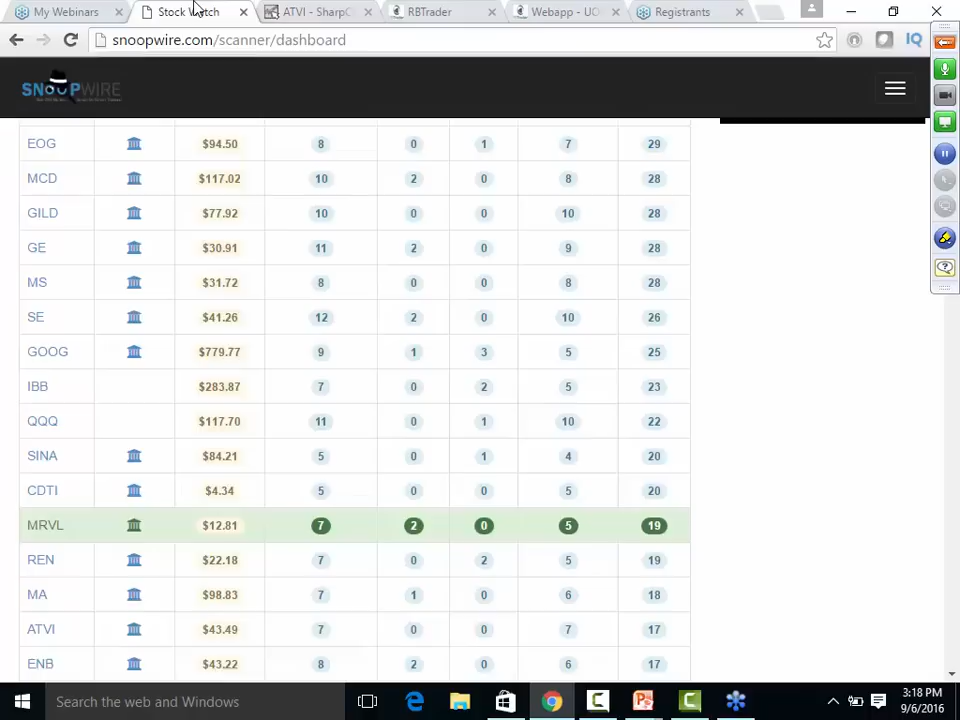 My Webinars
Stock Watch
ATVI - SharpC
RBTrader
Webapp - UO
Registrants
snoopwire.com/scanner/dashboard
IQ
SNOOPWIRE
EOG $94.50 8 0 1 7 29
MCD $117.02 10 2 0 8 28
GILD $77.92 10 0 0 10 28
GE $30.91 11 2 0 9 28
MS $31.72 8 0 0 8 28
SE $41.26 12 2 0 10 26
GOOG $779.77 9 1 3 5 25
IBB $283.87 7 0 2 5 23
QQQ $117.70 11 0 1 10 22
SINA $84.21 5 0 1 4 20
CDTI $4.34 5 0 0 5 20
MRVL $12.81 7 2 0 5 19
REN $22.18 7 0 2 5 19
MA $98.83 7 1 0 6 18
ATVI $43.49 7 0 0 7 17
ENB $43.22 8 2 0 6 17
Search the web and Windows
3:18 PM
9/6/2016